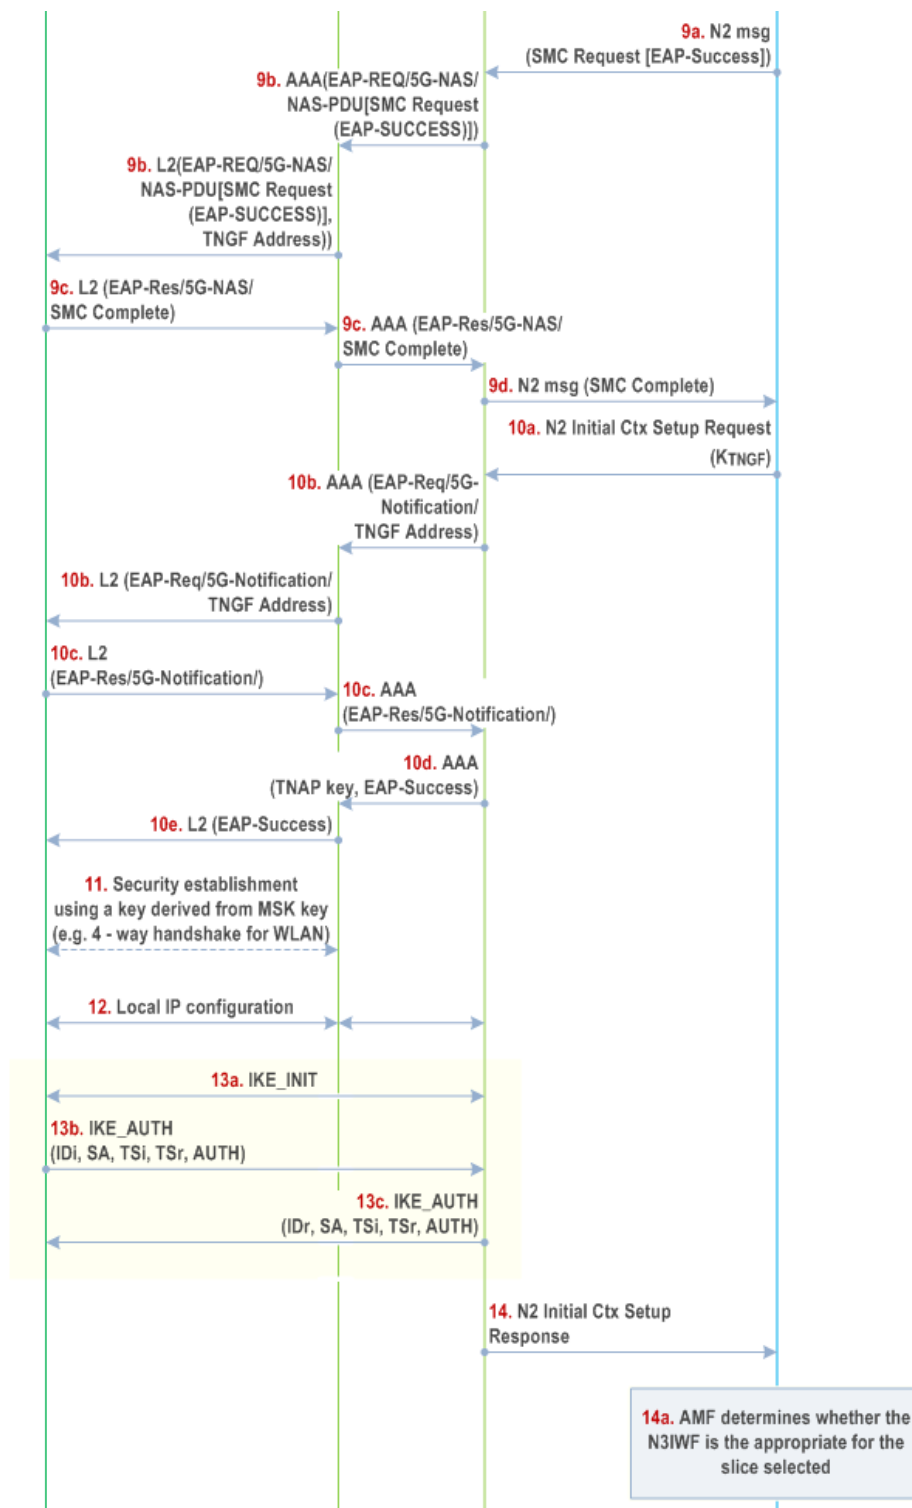 9a. N2 msg
(SMC Request [EAP-Success])
9b. AAA(EAP-REQ/5G-NAS/
NAS-PDU[SMC Request
(EAP-SUCCESS)])
9b. L2(EAP-REQ/5G-NAS/
NAS-PDU[SMC Request
(EAP-SUCCESS)],
TNGF Address))
9c. L2 (EAP-Res/5G-NAS/
SMC Complete)
9c. AAA (EAP-Res/5G-NAS/
SMC Complete)
9d. N2 msg (SMC Complete)
10a. N2 Initial Ctx Setup Request
(KTNGF)
10b. AAA (EAP-Req/5G-
Notification/
TNGF Address)
10b. L2 (EAP-Req/5G-Notification/
TNGF Address)
10c. L2
(EAP-Res/5G-Notification/)
10c. AAA
(EAP-Res/5G-Notification/)
10d. AAA
(TNAP key, EAP-Success)
10e. L2 (EAP-Success)
11. Security establishment
using a key derived from MSK key
(e.g. 4 - way handshake for WLAN)
12. Local IP configuration
13a. IKE_INIT
13b. IKE_AUTH
(IDi, SA, TSi, TSr, AUTH)
13c. IKE_AUTH
(IDr, SA, TSi, TSr, AUTH)
14. N2 Initial Ctx Setup
Response
14a. AMF determines whether the
N3IWF is the appropriate for the
slice selected